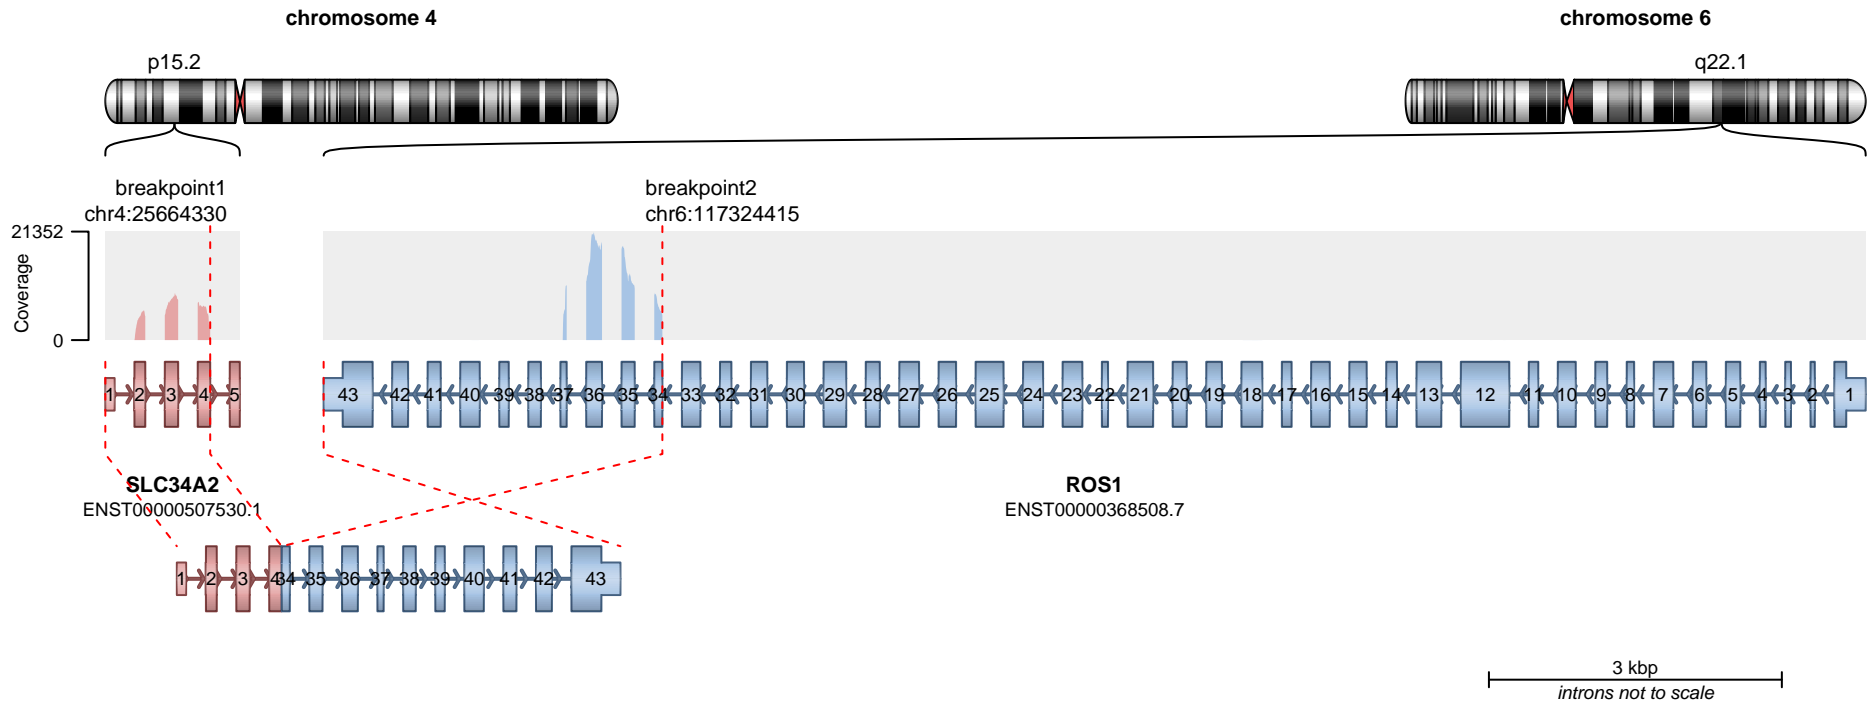 chromosome 4
chromosome 6
p15.2
q22.1
breakpoint1
chr4:25664330
breakpoint2
chr6:117324415
21352
Coverage
0
1 2 3 4 5
43 42 41 40 39 38 37 36 35 34 33 32 31 30 29 28 27 26 25 24 23 22 21 20 19 18 17 16 15 14 13 12 11 10 9 8 7 6 5 4 3 2 1
SLC34A2
ENST00000507530.1
ROS1
ENST00000368508.7
1 2 3 4 34 35 36 37 38 39 40 41 42 43
3 kbp
introns not to scale